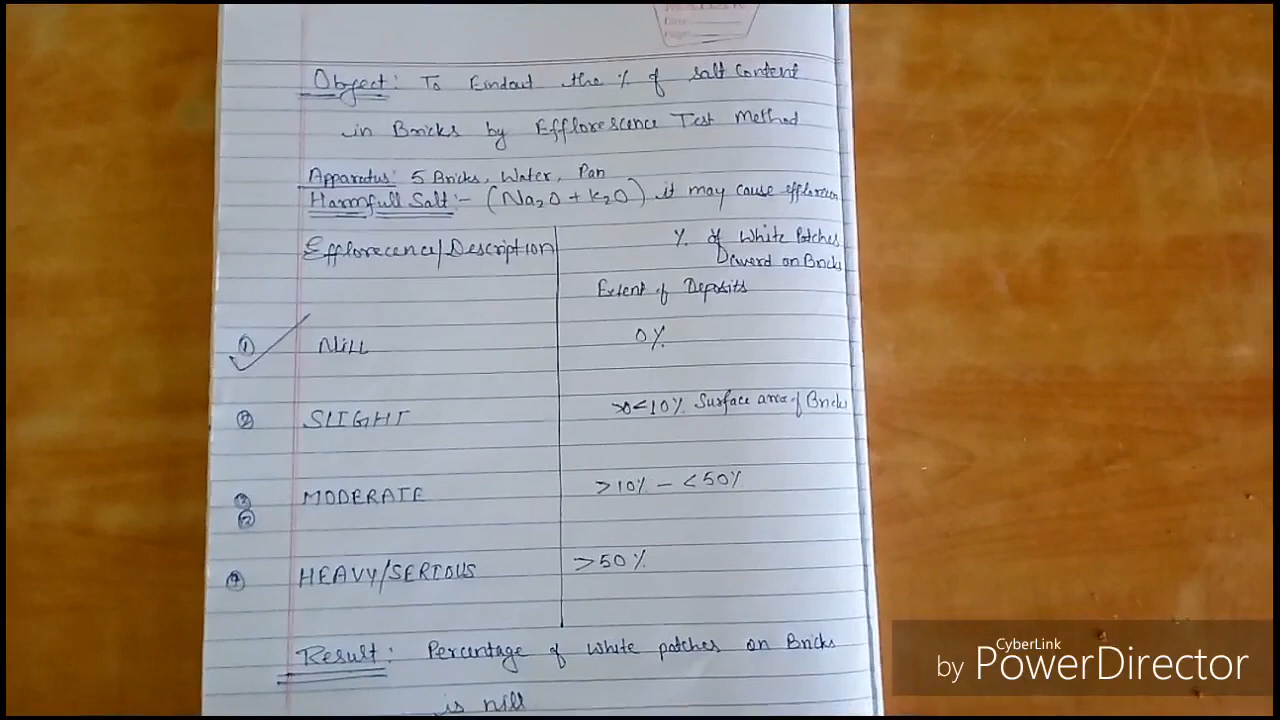 Object: To Findout the % of salt Content
in Bricks by Efflorescence Test Method
Apparatus: 5 Bricks, Water, Pan
Harmfull Salt:- (Na2O + K2O) it may cause
Efflorecence/Description
% of White Patches
on Bricks
Extent of Deposits
① Nill 0%
② SLIGHT >0<10% Surface area of Bricks
③ MODERATE >10% - <50%
②
④ HEAVY/SERIOUS >50%
Result: Percentage of white patches on Bricks
is nill
CyberLink
by PowerDirector